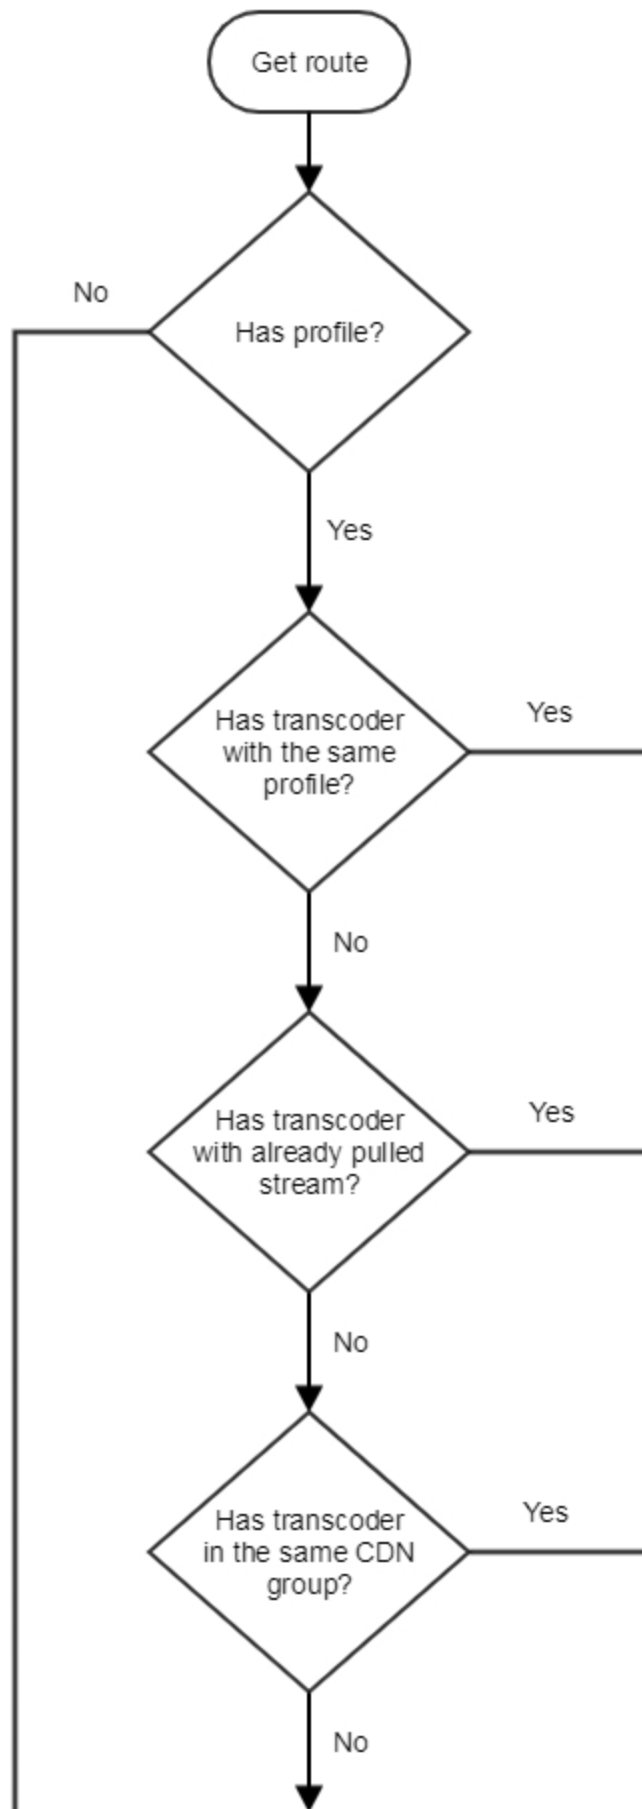 Get route
No
Has profile?
Yes
Has transcoder
with the same
profile?
Yes
No
Has transcoder
with already pulled
stream?
Yes
No
Has transcoder
in the same CDN
group?
Yes
No